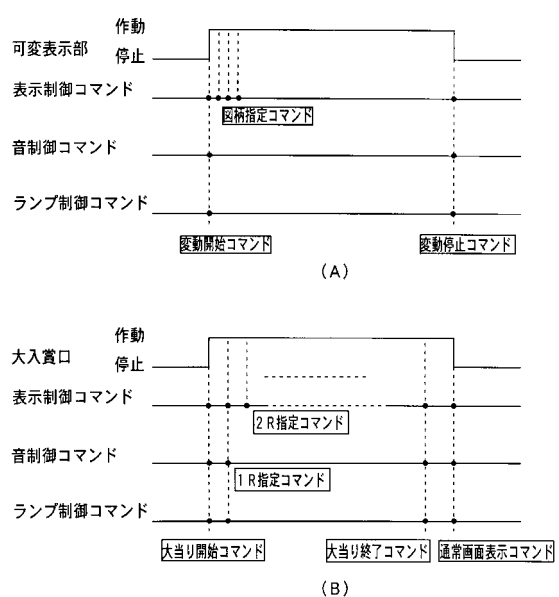 作動
可変表示部 停止
表示制御コマンド
図柄指定コマンド
音制御コマンド
ランプ制御コマンド
変動開始コマンド 変動停止コマンド
(A)
作動
大入賞口 停止
表示制御コマンド
2R指定コマンド
音制御コマンド
1R指定コマンド
ランプ制御コマンド
大当り開始コマンド 大当り終了コマンド 通常画面表示コマンド
(B)